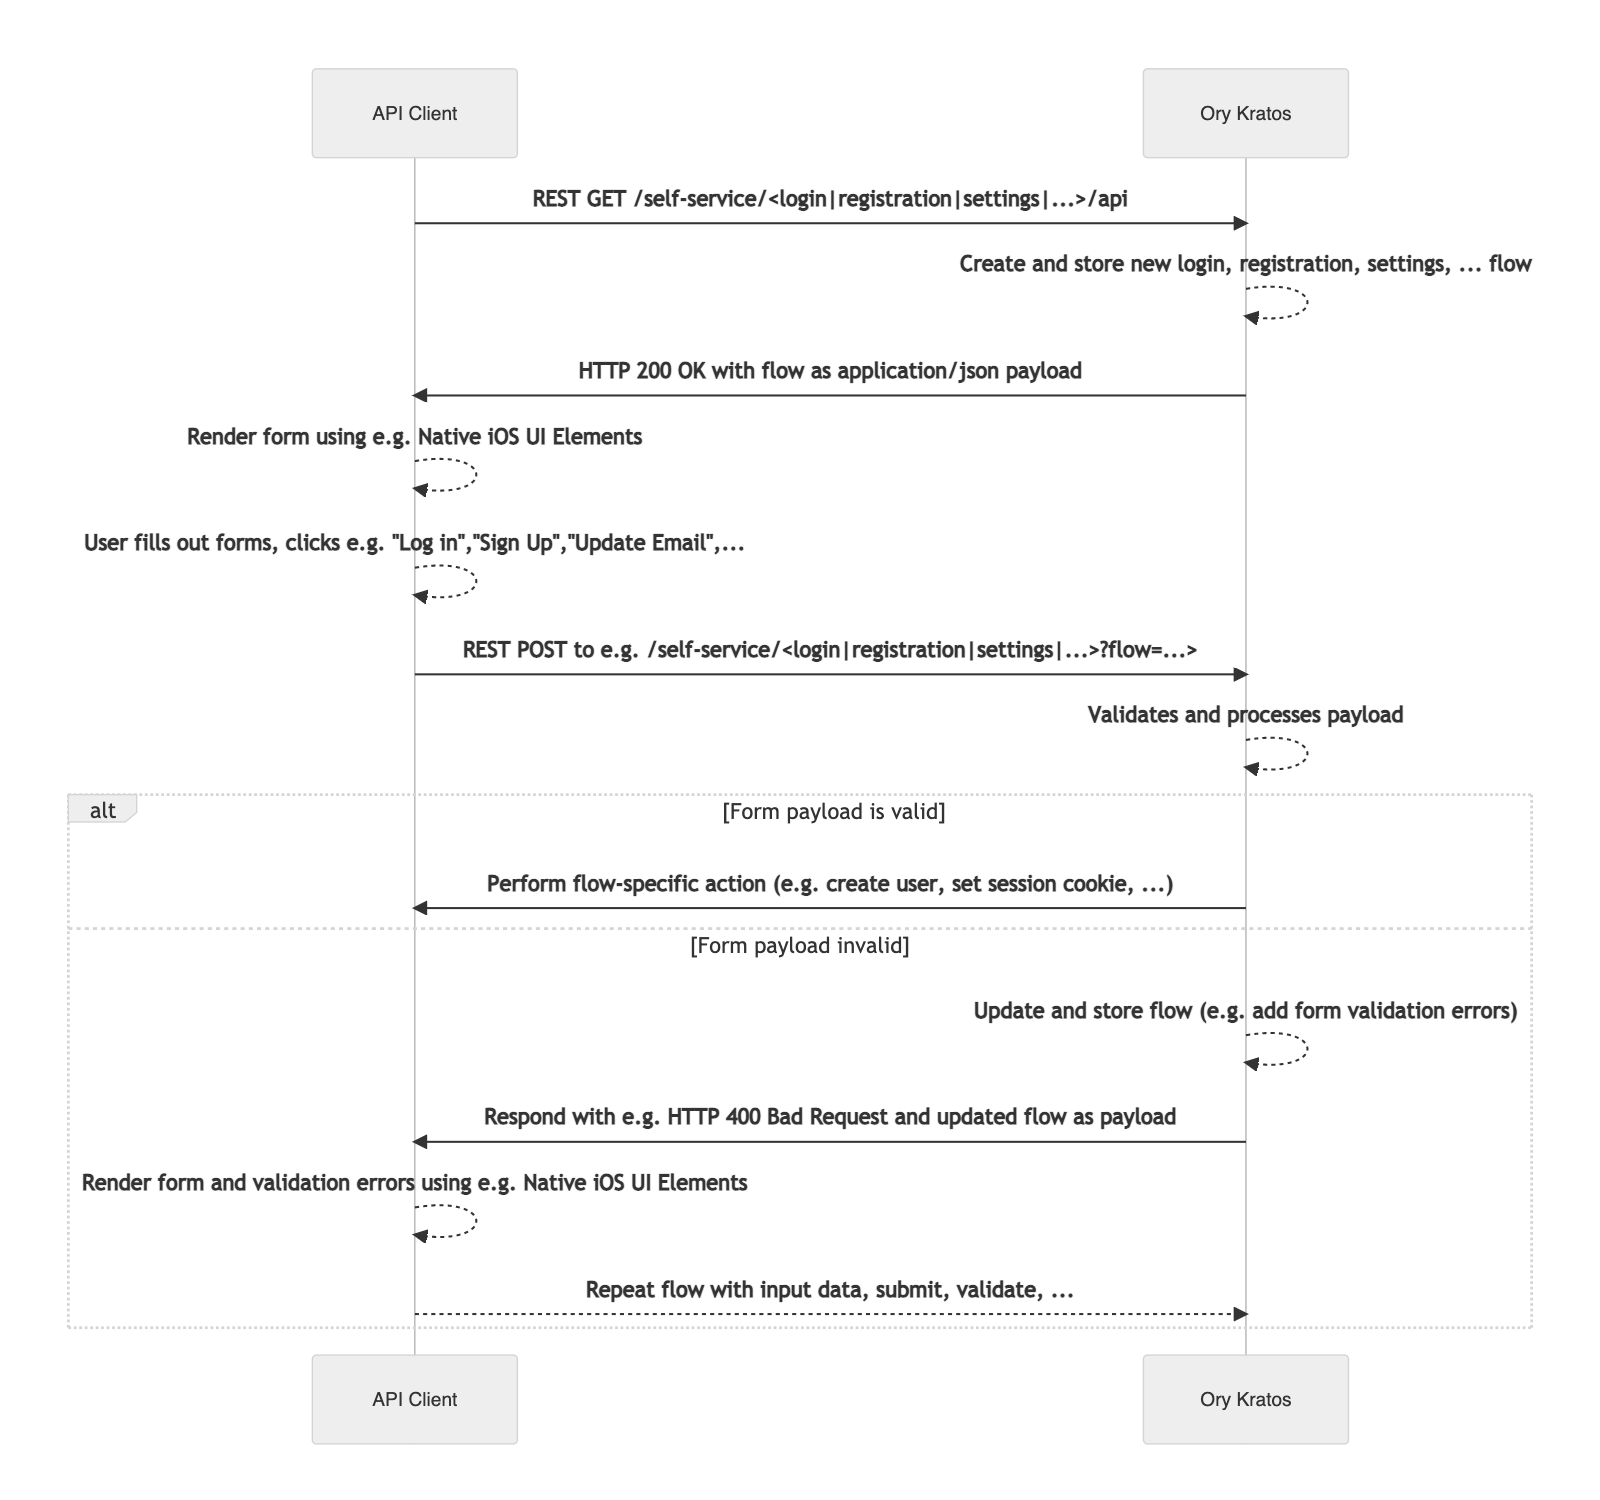 API Client
Ory Kratos
REST GET /self-service/<login|registration|settings|...>/api
Create and store new login, registration, settings, ... flow
HTTP 200 OK with flow as application/json payload
Render form using e.g. Native iOS UI Elements
User fills out forms, clicks e.g. "Log in","Sign Up","Update Email",...
REST POST to e.g. /self-service/<login|registration|settings|...>?flow=...>
Validates and processes payload
alt
[Form payload is valid]
Perform flow-specific action (e.g. create user, set session cookie, ...)
[Form payload invalid]
Update and store flow (e.g. add form validation errors)
Respond with e.g. HTTP 400 Bad Request and updated flow as payload
Render form and validation errors using e.g. Native iOS UI Elements
Repeat flow with input data, submit, validate, ...
API Client
Ory Kratos